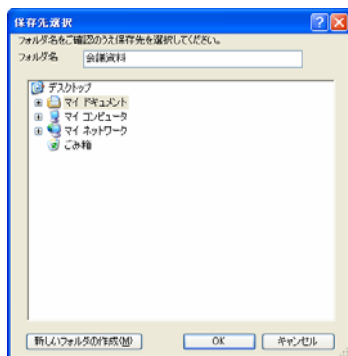 保存先選択
フォルダ名をご確認のうえ保存先を選択してください。
フォルダ名 会議資料
デスクトップ
マイ ドキュメント
マイ コンピュータ
マイ ネットワーク
ごみ箱
新しいフォルダの作成(M) OK キャンセル